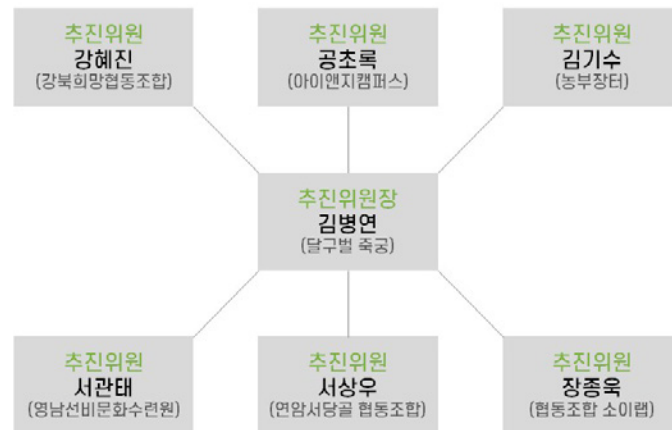 추진위원
강혜진
(강북희망협동조합)
추진위원
공초록
(아이앤지캠퍼스)
추진위원
김기수
(농부장터)
추진위원장
김병연
(달구벌 죽궁)
추진위원
서관태
(영남선비문화수련원)
추진위원
서상우
(연암서당골 협동조합)
추진위원
장종욱
(협동조합 소이랩)